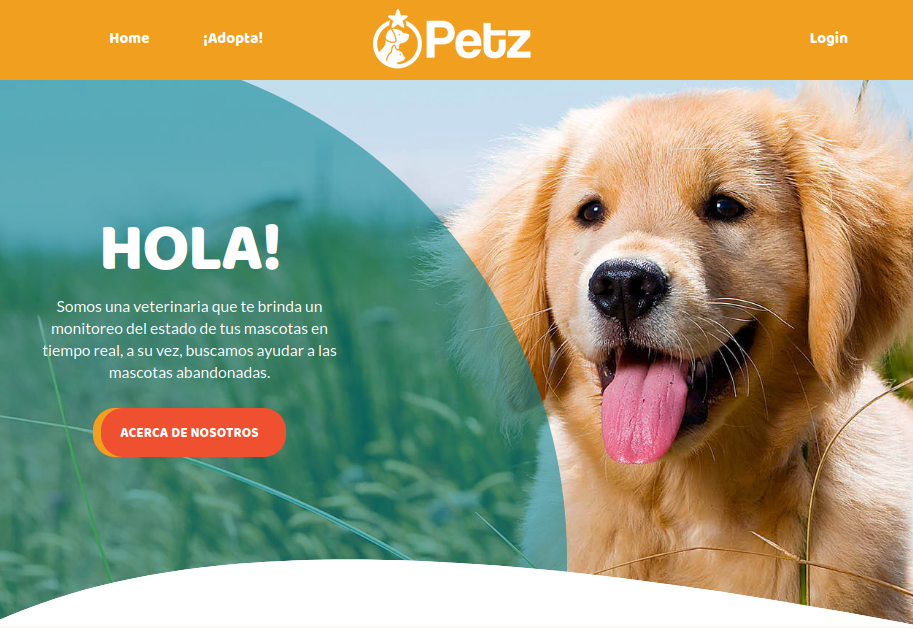 Home
¡Adopta!
Petz
Login
HOLA!
Somos una veterinaria que te brinda un
monitoreo del estado de tus mascotas en
tiempo real, a su vez, buscamos ayudar a las
mascotas abandonadas.
ACERCA DE NOSOTROS